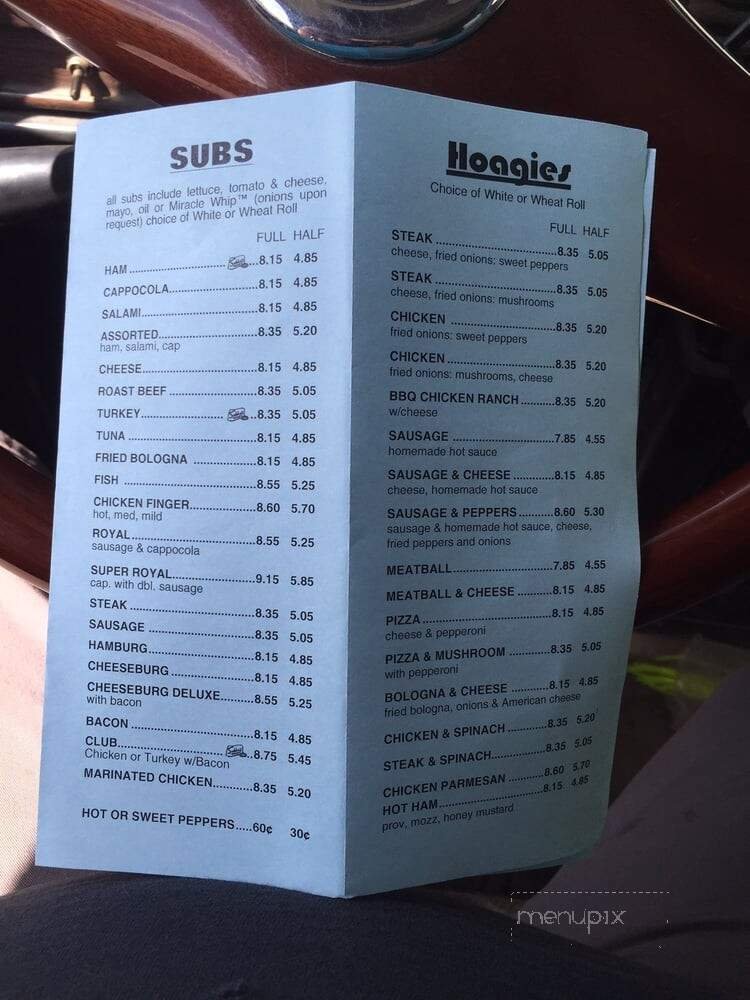 SUBS
all subs include lettuce, tomato & cheese,
mayo, oil or Miracle Whip™ (onions upon
request) choice of White or Wheat Roll
FULL HALF
HAM ............................ 8.15 4.85
CAPPOCOLA............................8.15 4.85
SALAMI............................8.15 4.85
ASSORTED............................8.35 5.20
ham, salami, cap
CHEESE............................8.15 4.85
ROAST BEEF ............................8.35 5.05
TURKEY............................ 8.35 5.05
TUNA ............................8.15 4.85
FRIED BOLOGNA ...................8.15 4.85
FISH ............................8.55 5.25
CHICKEN FINGER....................8.60 5.70
hot, med, mild
ROYAL............................8.55 5.25
sausage & cappocola
SUPER ROYAL........................9.15 5.85
cap. with dbl. sausage
STEAK ............................8.35 5.05
SAUSAGE ............................8.35 5.05
HAMBURG............................8.15 4.85
CHEESEBURG............................8.15 4.85
CHEESEBURG DELUXE..........8.55 5.25
with bacon
BACON ............................8.15 4.85
CLUB............................ 8.75 5.45
Chicken or Turkey w/Bacon
MARINATED CHICKEN............8.35 5.20
HOT OR SWEET PEPPERS.....60¢ 30¢
Hoagies
Choice of White or Wheat Roll
FULL HALF
STEAK ............................8.35 5.05
cheese, fried onions: sweet peppers
STEAK ............................8.35 5.05
cheese, fried onions: mushrooms
CHICKEN ............................8.35 5.20
fried onions: sweet peppers
CHICKEN ............................8.35 5.20
fried onions: mushrooms, cheese
BBQ CHICKEN RANCH ..........8.35 5.20
w/cheese
SAUSAGE ............................7.85 4.55
homemade hot sauce
SAUSAGE & CHEESE ............8.15 4.85
cheese, homemade hot sauce
SAUSAGE & PEPPERS...........8.60 5.30
sausage & homemade hot sauce, cheese,
fried peppers and onions
MEATBALL............................7.85 4.55
MEATBALL & CHEESE ...........8.15 4.85
PIZZA ............................8.15 4.85
cheese & pepperoni
PIZZA & MUSHROOM ............8.35 5.05
with pepperoni
BOLOGNA & CHEESE ...........8.15 4.85
fried bologna, onions & American cheese
CHICKEN & SPINACH ............8.35 5.20
STEAK & SPINACH................8.35 5.05
CHICKEN PARMESAN ..........8.60 5.70
HOT HAM............................8.15 4.85
prov, mozz, honey mustard
menupix